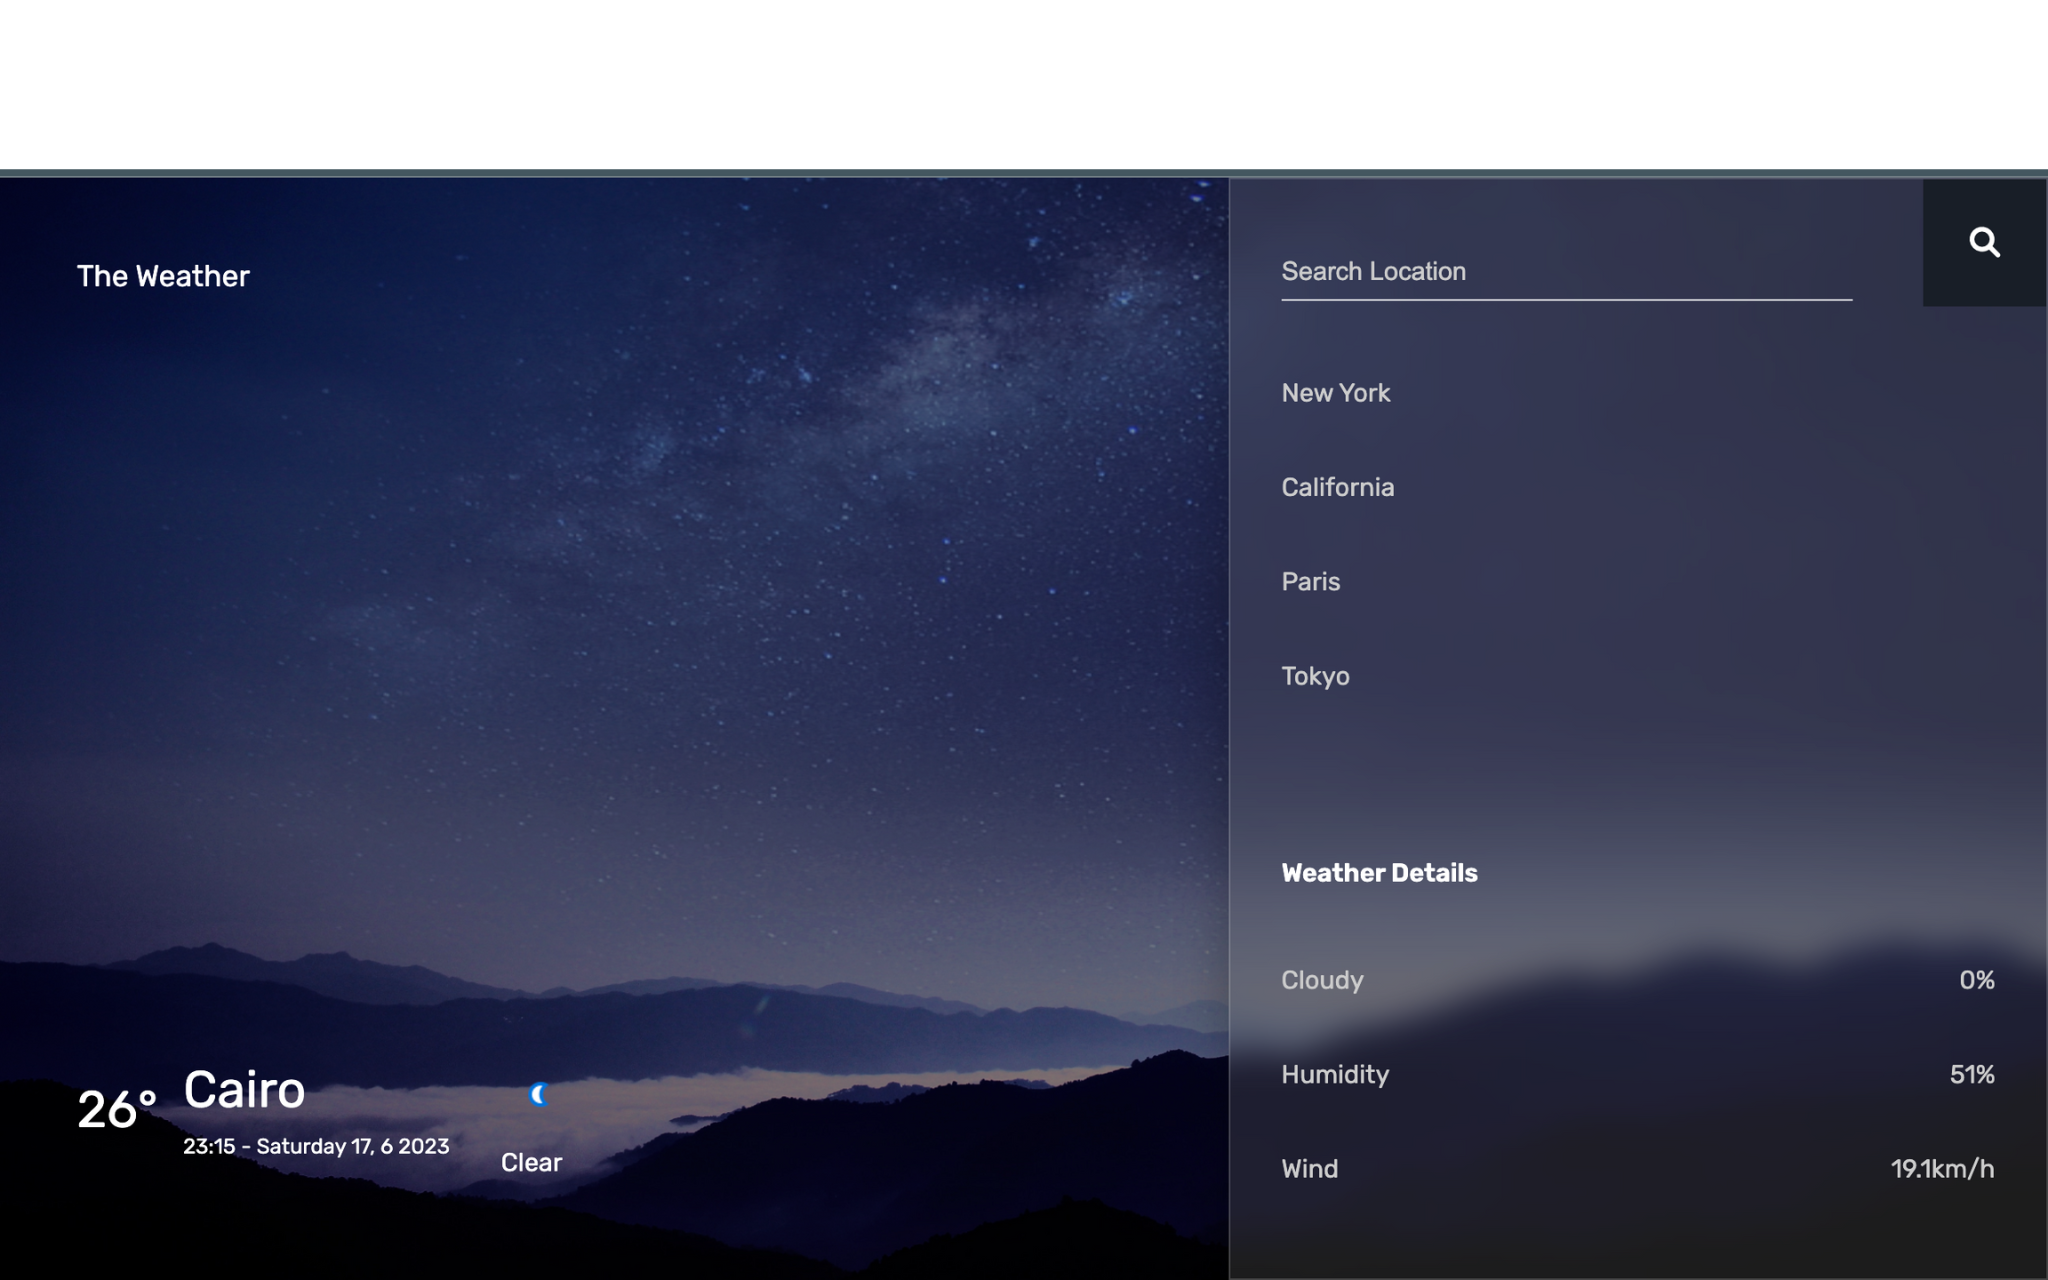 The Weather
26°
Cairo
23:15 - Saturday 17, 6 2023
Clear
Search Location
New York
California
Paris
Tokyo
Weather Details
Cloudy 0%
Humidity 51%
Wind 19.1km/h